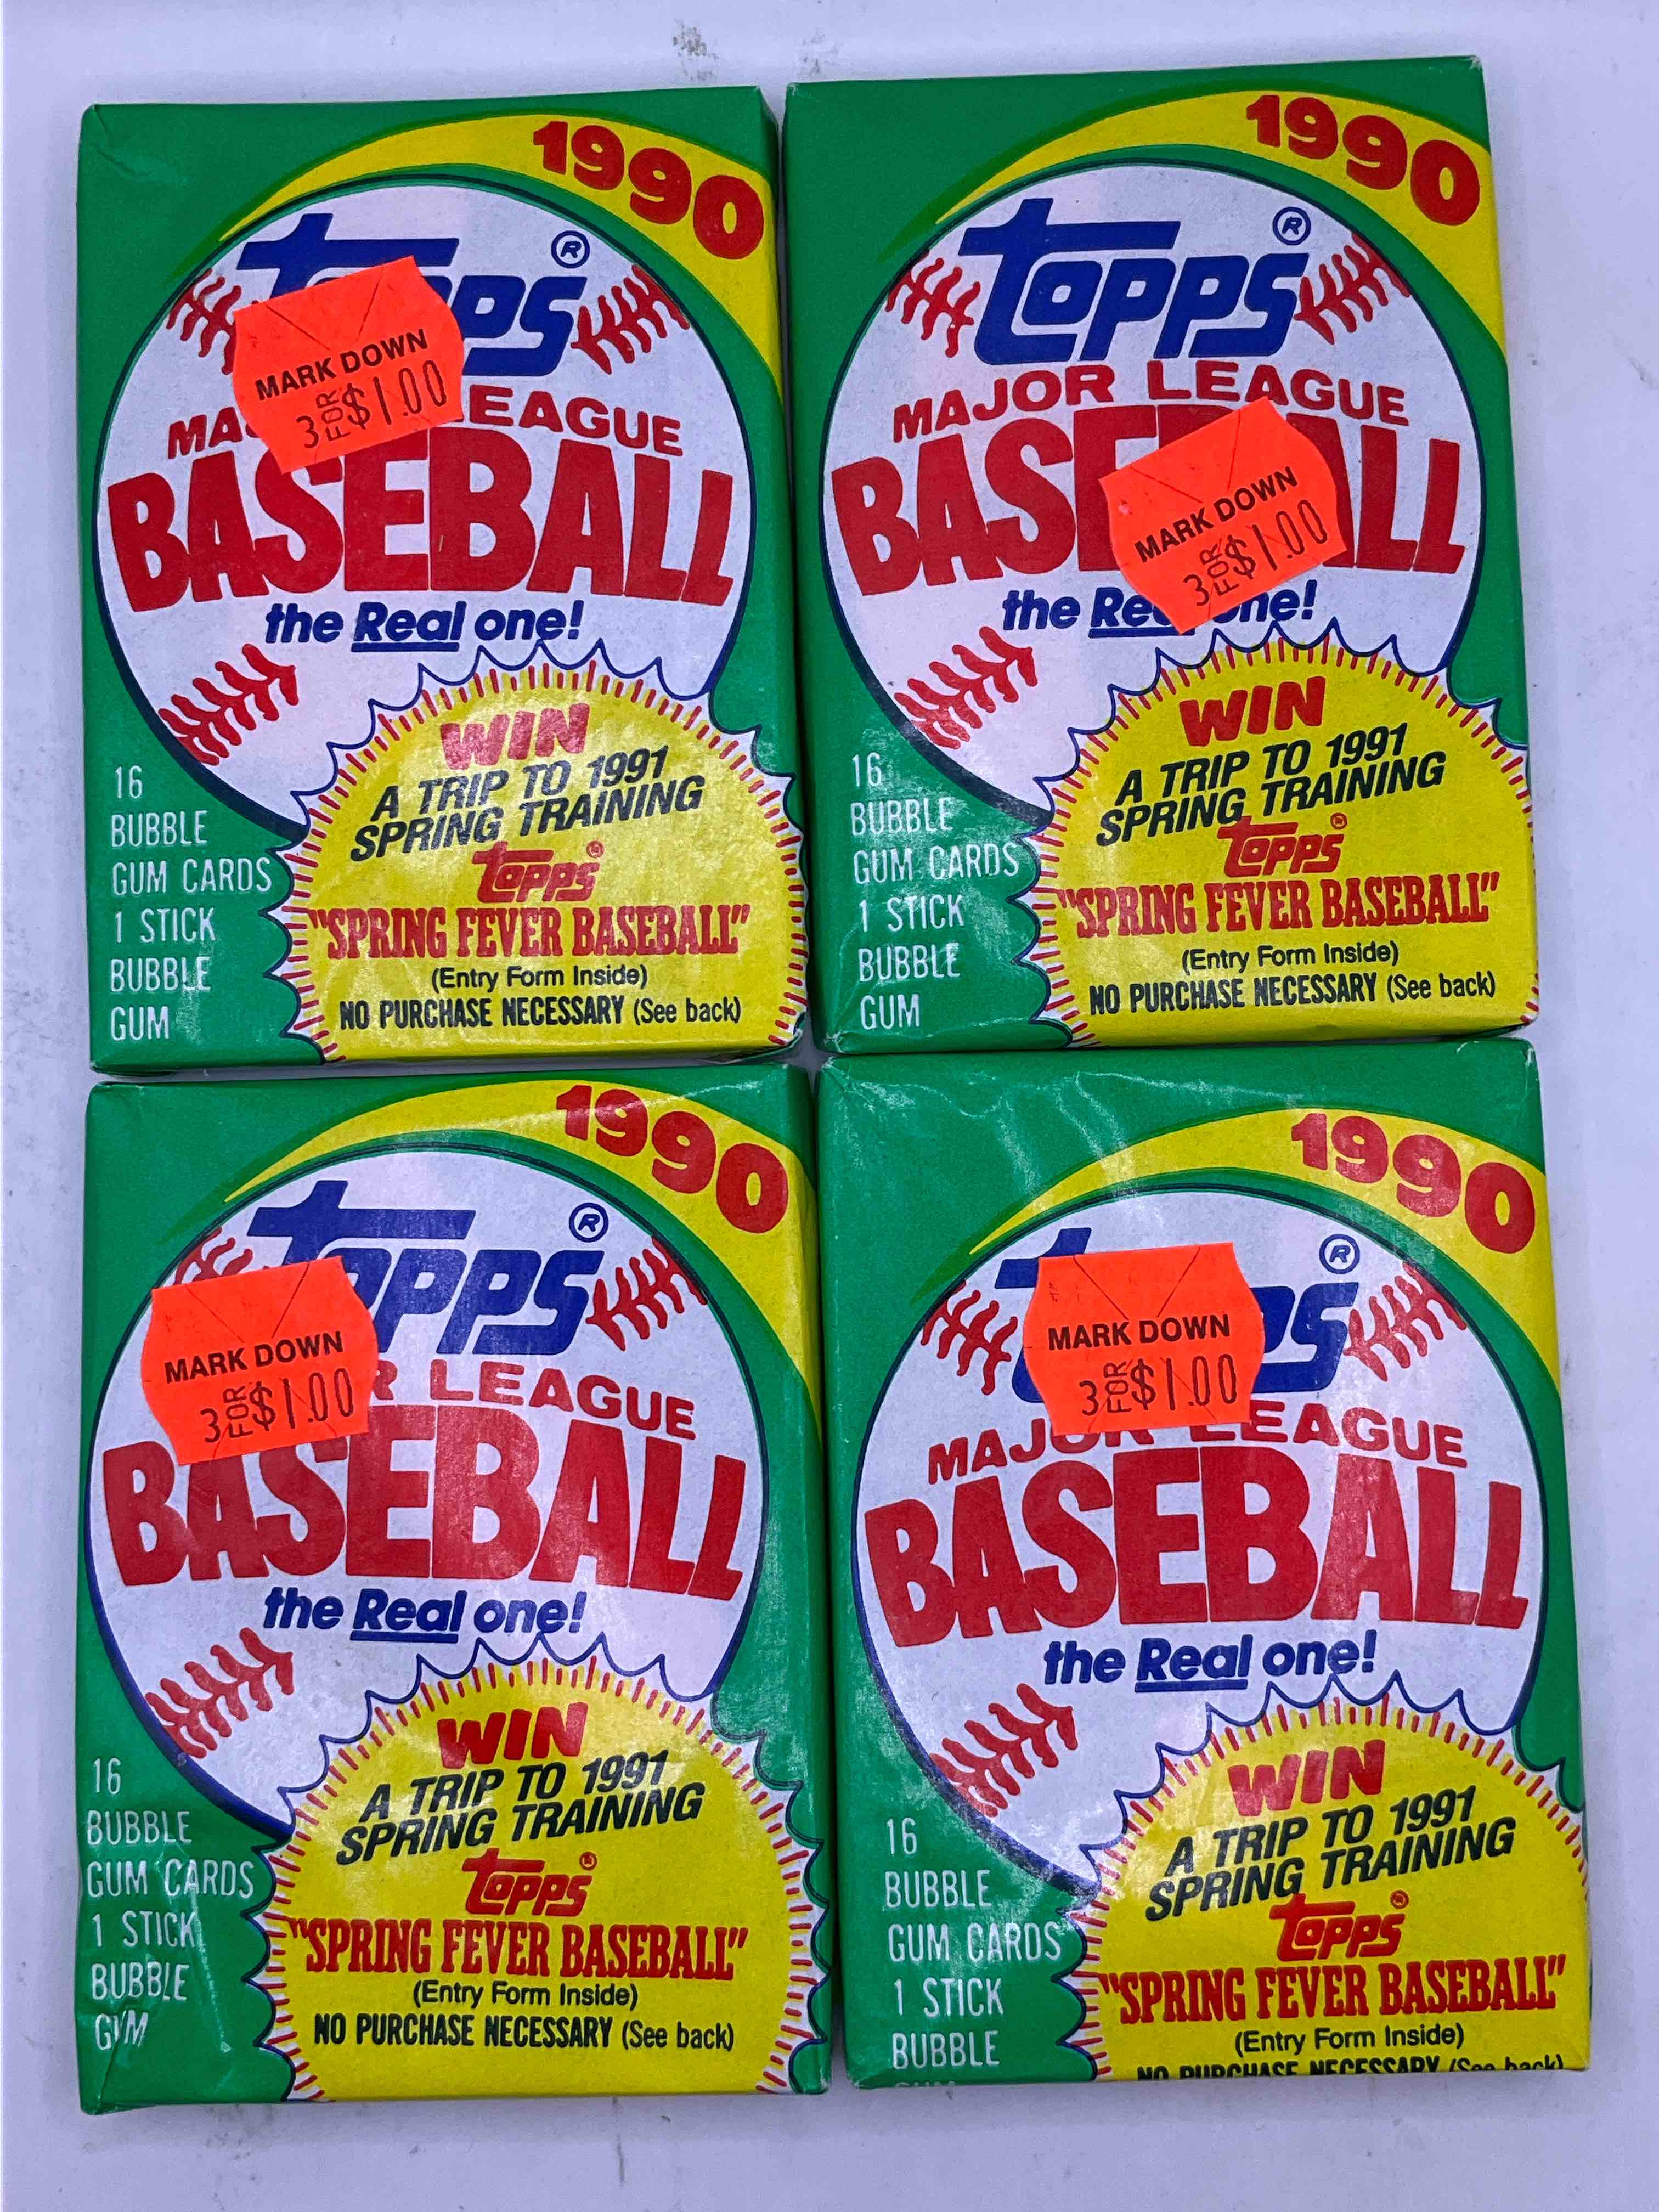 1990
®
MARK DOWN
3 FOR $1.00
EAGUE
BASEBALL
the Real one!
WIN
A TRIP TO 1991
SPRING TRAINING
topps®
"SPRING FEVER BASEBALL"
(Entry Form Inside)
NO PURCHASE NECESSARY (See back)
16
BUBBLE
GUM CARDS
1 STICK
BUBBLE
GUM
1990
topps®
MAJOR LEAGUE
MARK DOWN
3 FOR $1.00
the
WIN
A TRIP TO 1991
SPRING TRAINING
topps®
"SPRING FEVER BASEBALL"
(Entry Form Inside)
NO PURCHASE NECESSARY (See back)
16
BUBBLE
GUM CARDS
1 STICK
BUBBLE
GUM
1990
®
MARK DOWN
3 FOR $1.00
LEAGUE
BASEBALL
the Real one!
WIN
A TRIP TO 1991
SPRING TRAINING
topps®
"SPRING FEVER BASEBALL"
(Entry Form Inside)
NO PURCHASE NECESSARY (See back)
16
BUBBLE
GUM CARDS
1 STICK
BUBBLE
GUM
1990
®
MARK DOWN
3 FOR $1.00
MAJOR LEAGUE
BASEBALL
the Real one!
WIN
A TRIP TO 1991
SPRING TRAINING
topps®
"SPRING FEVER BASEBALL"
(Entry Form Inside)
NO PURCHASE NECESSARY (See back)
16
BUBBLE
GUM CARDS
1 STICK
BUBBLE